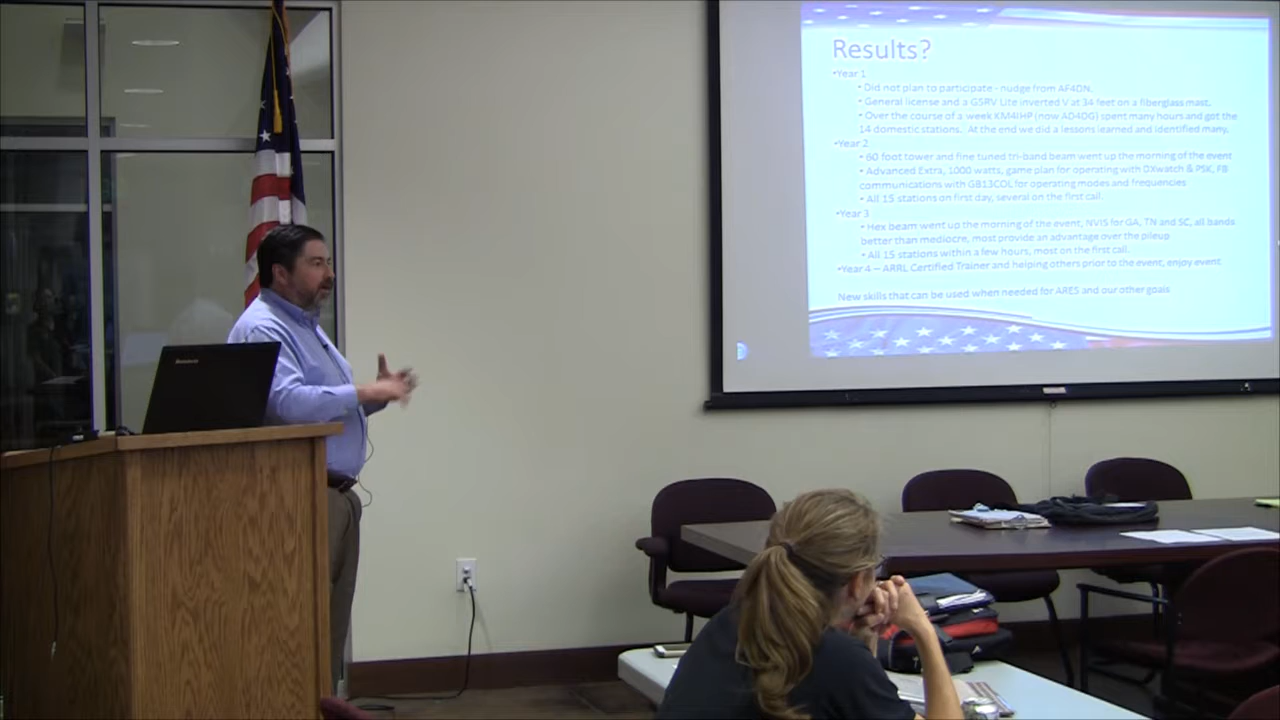 Results?
•Year 1
• Did not plan to participate - nudge from AF4DN.
• General license and a G5RV Lite inverted V at 34 feet on a fiberglass mast.
• Over the course of a week KM4IHP (now AD4OG) spent many hours and got the
14 domestic stations. At the end we did a lessons learned and identified many,
•Year 2
• 60 foot tower and fine tuned tri-band beam went up the morning of the event
• Advanced Extra, 1000 watts, game plan for operating with DXwatch & PSK, FB
communications with GB13COL for operating modes and frequencies
• All 15 stations on first day, several on the first call.
•Year 3
• Hex beam went up the morning of the event, NVIS for GA, TN and SC, all bands
better than mediocre, most provide an advantage over the pileup
• All 15 stations within a few hours, most on the first call.
•Year 4 – ARRL Certified Trainer and helping others prior to the event, enjoy event
New skills that can be used when needed for ARES and our other goals